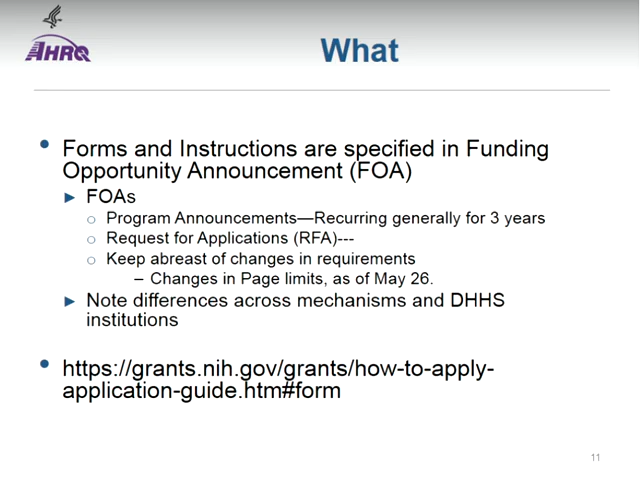 AHRQ
What
• Forms and Instructions are specified in Funding
Opportunity Announcement (FOA)
► FOAs
o Program Announcements—Recurring generally for 3 years
o Request for Applications (RFA)---
o Keep abreast of changes in requirements
– Changes in Page limits, as of May 26.
► Note differences across mechanisms and DHHS
institutions
• https://grants.nih.gov/grants/how-to-apply-
application-guide.htm#form
11